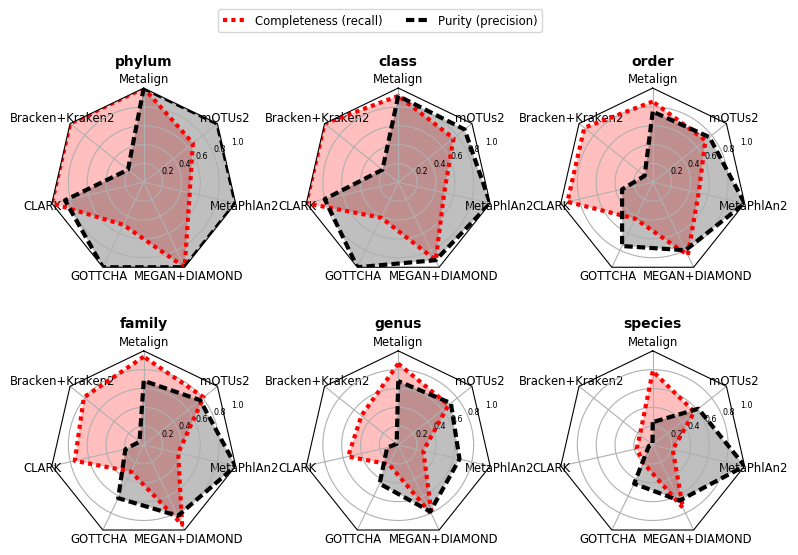 Completeness (recall) Purity (precision)
phylum class order
Metalign Metalign Metalign
Bracken+Kraken2 mOTUs2 Bracken+Kraken2 mOTUs2 Bracken+Kraken2 mOTUs2
0.2 0.4 0.6 0.8 1.0 0.2 0.4 0.6 0.8 1.0 0.2 0.4 0.6 0.8 1.0
CLARK MetaPhlAn2 CLARK MetaPhlAn2 CLARK MetaPhlAn2
GOTTCHA MEGAN+DIAMOND GOTTCHA MEGAN+DIAMOND GOTTCHA MEGAN+DIAMOND
family genus species
Metalign Metalign Metalign
Bracken+Kraken2 mOTUs2 Bracken+Kraken2 mOTUs2 Bracken+Kraken2 mOTUs2
0.2 0.4 0.6 0.8 1.0 0.2 0.4 0.6 0.8 1.0 0.2 0.4 0.6 0.8 1.0
CLARK MetaPhlAn2 CLARK MetaPhlAn2 CLARK MetaPhlAn2
GOTTCHA MEGAN+DIAMOND GOTTCHA MEGAN+DIAMOND GOTTCHA MEGAN+DIAMOND